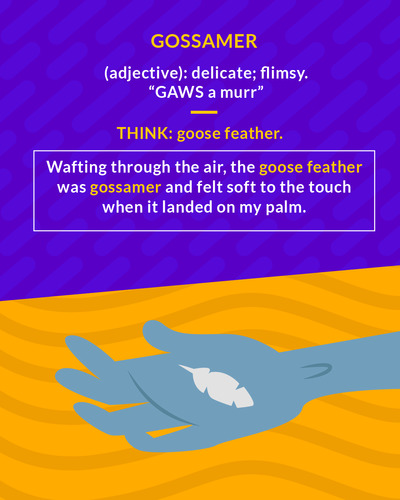 GOSSAMER
(adjective): delicate; flimsy.
“GAWS a murr”
THINK: goose feather.
Wafting through the air, the goose feather
was gossamer and felt soft to the touch
when it landed on my palm.